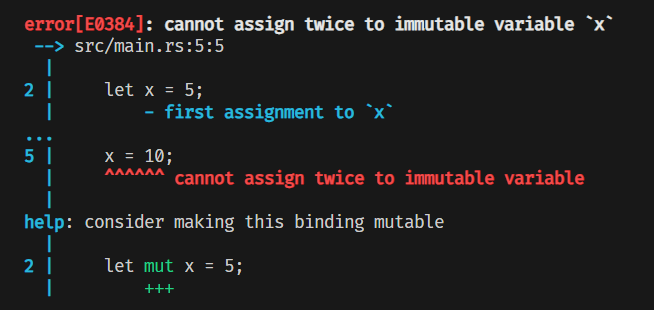 error[E0384]: cannot assign twice to immutable variable `x`
 --> src/main.rs:5:5
  |
2 |     let x = 5;
  |         - first assignment to `x`
...
5 |     x = 10;
  |     ^^^^^^ cannot assign twice to immutable variable
  |
help: consider making this binding mutable
  |
2 |     let mut x = 5;
  |         +++